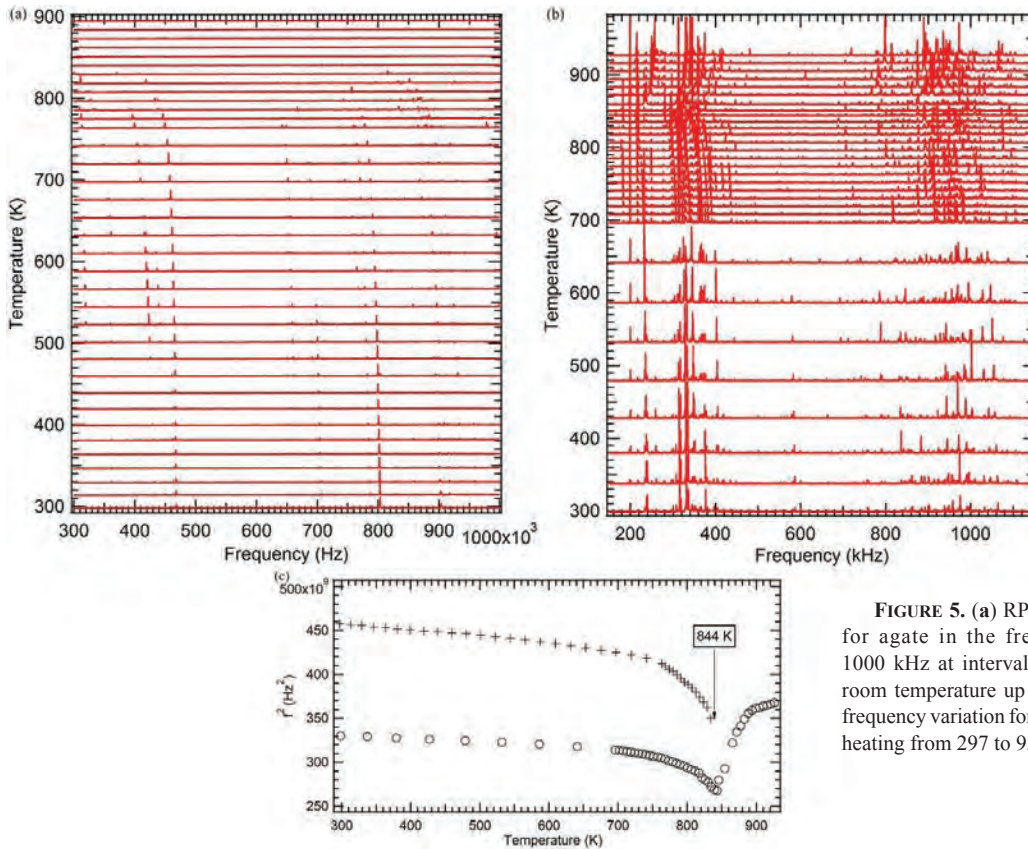 (a)
900
800
700
600
500
400
300
Temperature (K)
300
400
500
600
700
800
900
1000x10³
Frequency (Hz)
(b)
900
800
700
600
500
400
300
Temperature (K)
200
400
600
800
1000
Frequency (kHz)
(c)
500x10⁹
450
400
350
300
250
f² (Hz²)
844 K
300
400
500
600
700
800
900
Temperature (K)
FIGURE 5. (a) RP
for agate in the fre
1000 kHz at interval
room temperature up
frequency variation for
heating from 297 to 9